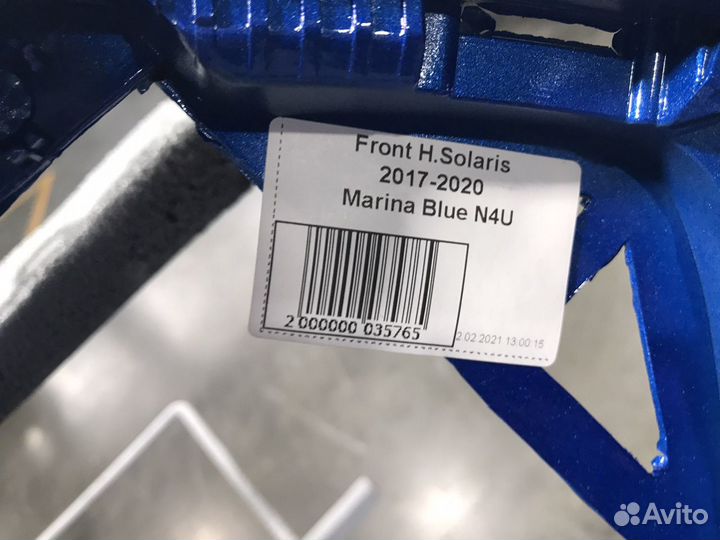 Front H.Solaris
2017-2020
Marina Blue N4U
2 000000 035765
2.02.2021 13:00:15
Avito